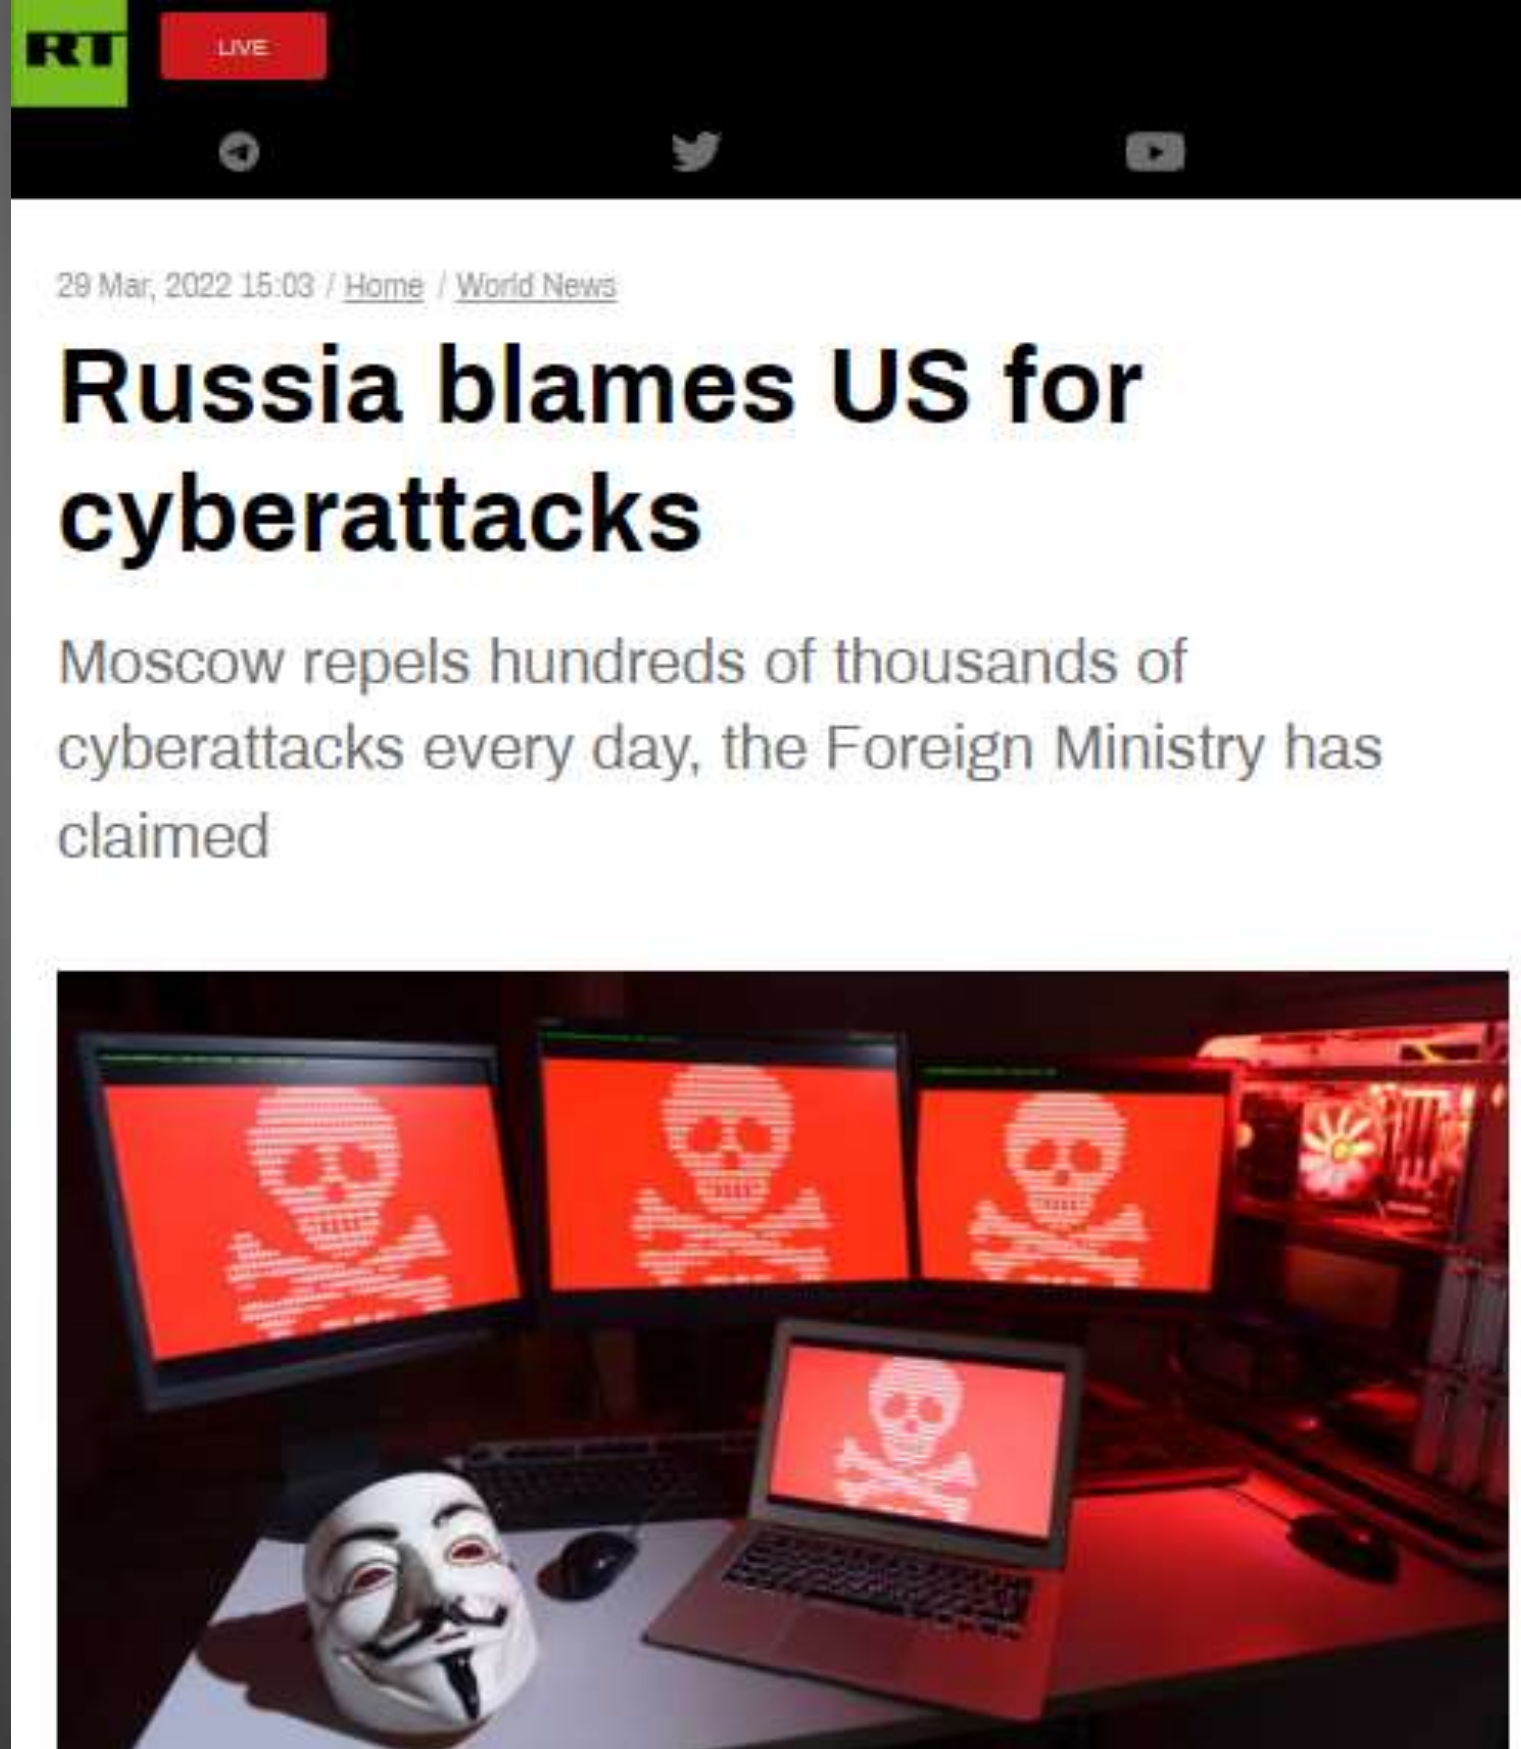 RT
LIVE
29 Mar, 2022 15:03 / Home / World News
Russia blames US for
cyberattacks
Moscow repels hundreds of thousands of
cyberattacks every day, the Foreign Ministry has
claimed